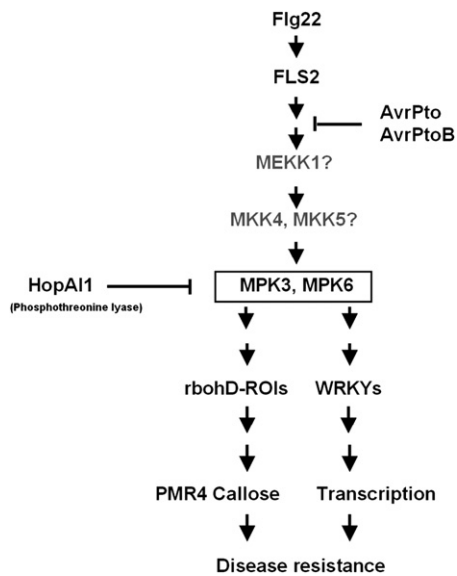 Flg22
FLS2
AvrPto
AvrPtoB
MEKK1?
MKK4, MKK5?
HopAI1
(Phosphothreonine lyase)
MPK3, MPK6
rbohD-ROIs WRKYs
PMR4 Callose Transcription
Disease resistance